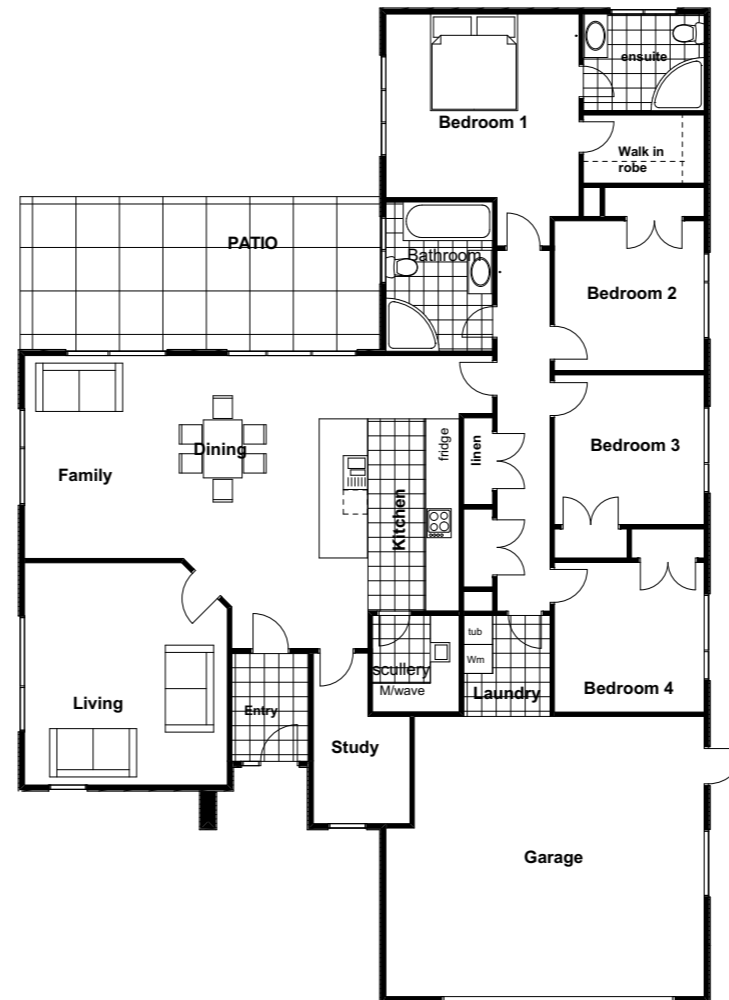 ensuite
Bedroom 1
Walk in
robe
PATIO
Bathroom
Bedroom 2
Dining
fridge
linen
Bedroom 3
Family
Kitchen
tub
Wm
scullery
M/wave
Laundry
Bedroom 4
Living
Entry
Study
Garage